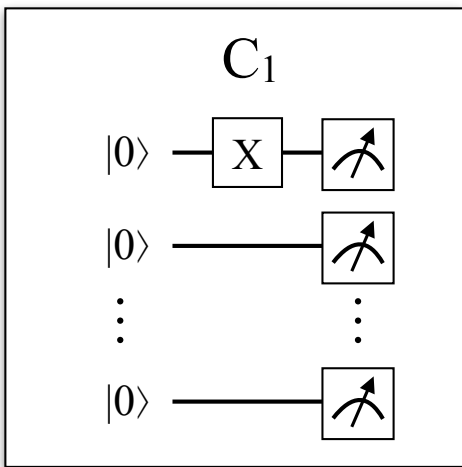 C₁
|0⟩ X
|0⟩
⋮ ⋮
|0⟩